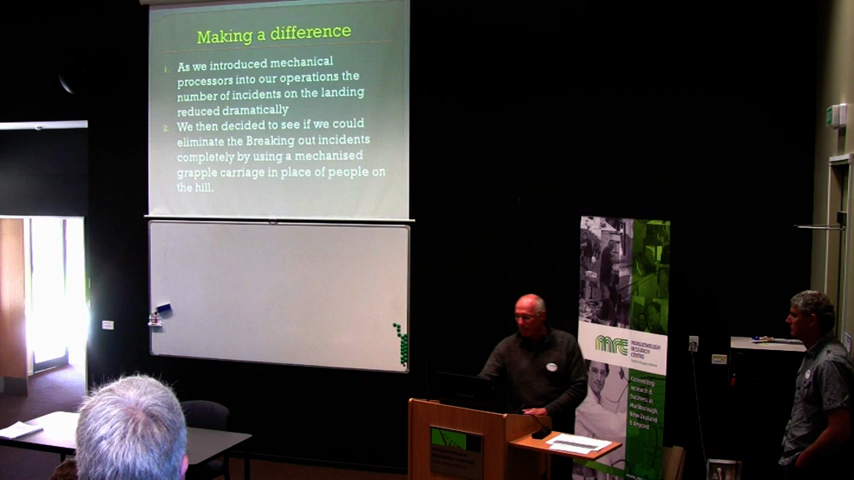 Making a difference
1. As we introduced mechanical
processors into our operations the
number of incidents on the landing
reduced dramatically
2. We then decided to see if we could
eliminate the Breaking out incidents
completely by using a mechanised
grapple carriage in place of people on
the hill.
mrc
MARLBOROUGH
RESEARCH
CENTRE
Connecting
research &
business in
Marlborough,
New Zealand
& beyond